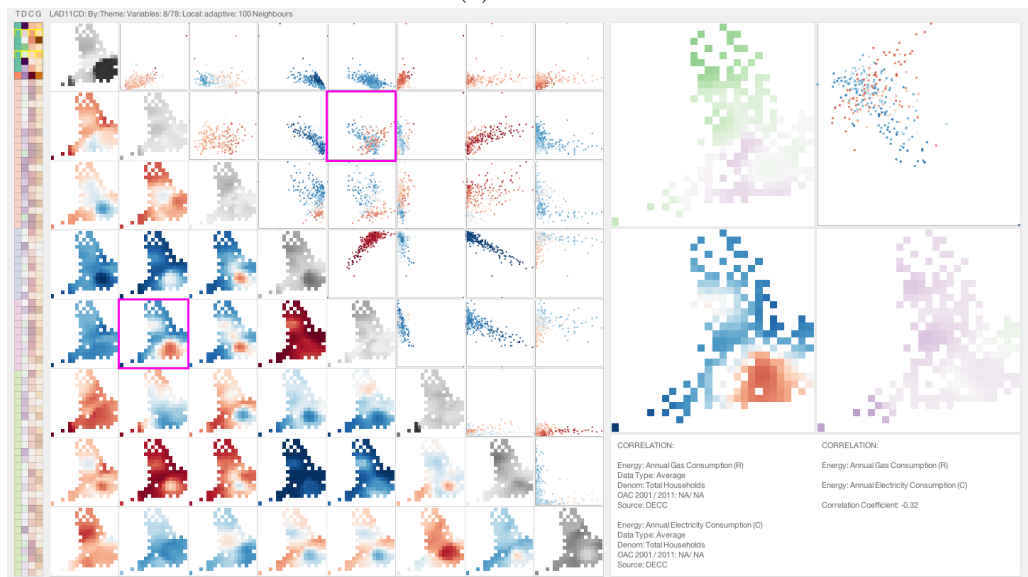 T D C G LAD11CD: By:Theme: Variables: 8/78: Local: adaptive: 100 Neighbours
CORRELATION:
Energy: Annual Gas Consumption (R)
Data Type: Average
Denom: Total Households
OAC 2001 / 2011: NA/ NA
Source: DECC
Energy: Annual Electricity Consumption (C)
Data Type: Average
Denom: Total Households
OAC 2001 / 2011: NA/ NA
Source: DECC
CORRELATION:
Energy: Annual Gas Consumption (R)
Energy: Annual Electricity Consumption (C)
Correlation Coefficient: -0.32